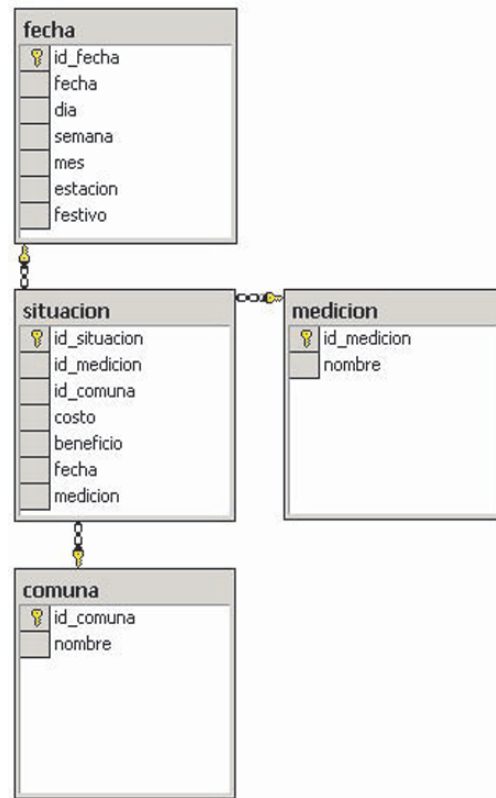 fecha
id_fecha
fecha
dia
semana
mes
estacion
festivo
situacion
id_situacion
id_medicion
id_comuna
costo
beneficio
fecha
medicion
medicion
id_medicion
nombre
comuna
id_comuna
nombre